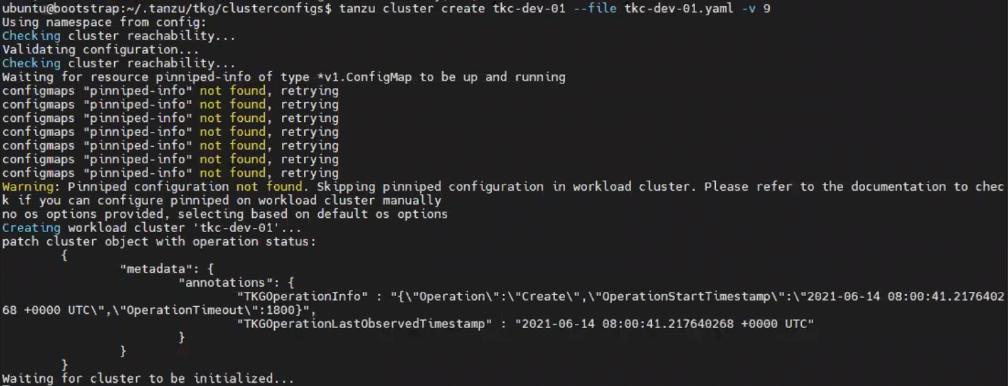 ubuntu@bootstrap:~/.tanzu/tkg/clusterconfigs$ tanzu cluster create tkc-dev-01 --file tkc-dev-01.yaml -v 9
Using namespace from config:
Checking cluster reachability...
Validating configuration...
Checking cluster reachability...
Waiting for resource pinniped-info of type *v1.ConfigMap to be up and running
configmaps "pinniped-info" not found, retrying
configmaps "pinniped-info" not found, retrying
configmaps "pinniped-info" not found, retrying
configmaps "pinniped-info" not found, retrying
configmaps "pinniped-info" not found, retrying
configmaps "pinniped-info" not found, retrying
configmaps "pinniped-info" not found, retrying
Warning: Pinniped configuration not found. Skipping pinniped configuration in workload cluster. Please refer to the documentation to chec
k if you can configure pinniped on workload cluster manually
no os options provided, selecting based on default os options
Creating workload cluster 'tkc-dev-01'...
patch cluster object with operation status:
{
"metadata": {
"annotations": {
"TKGOperationInfo" : "{\"Operation\":\"Create\",\"OperationStartTimestamp\":\"2021-06-14 08:00:41.2176402
68 +0000 UTC\",\"OperationTimeout\":1800}",
"TKGOperationLastObservedTimestamp" : "2021-06-14 08:00:41.217640268 +0000 UTC"
}
}
}
Waiting for cluster to be initialized...